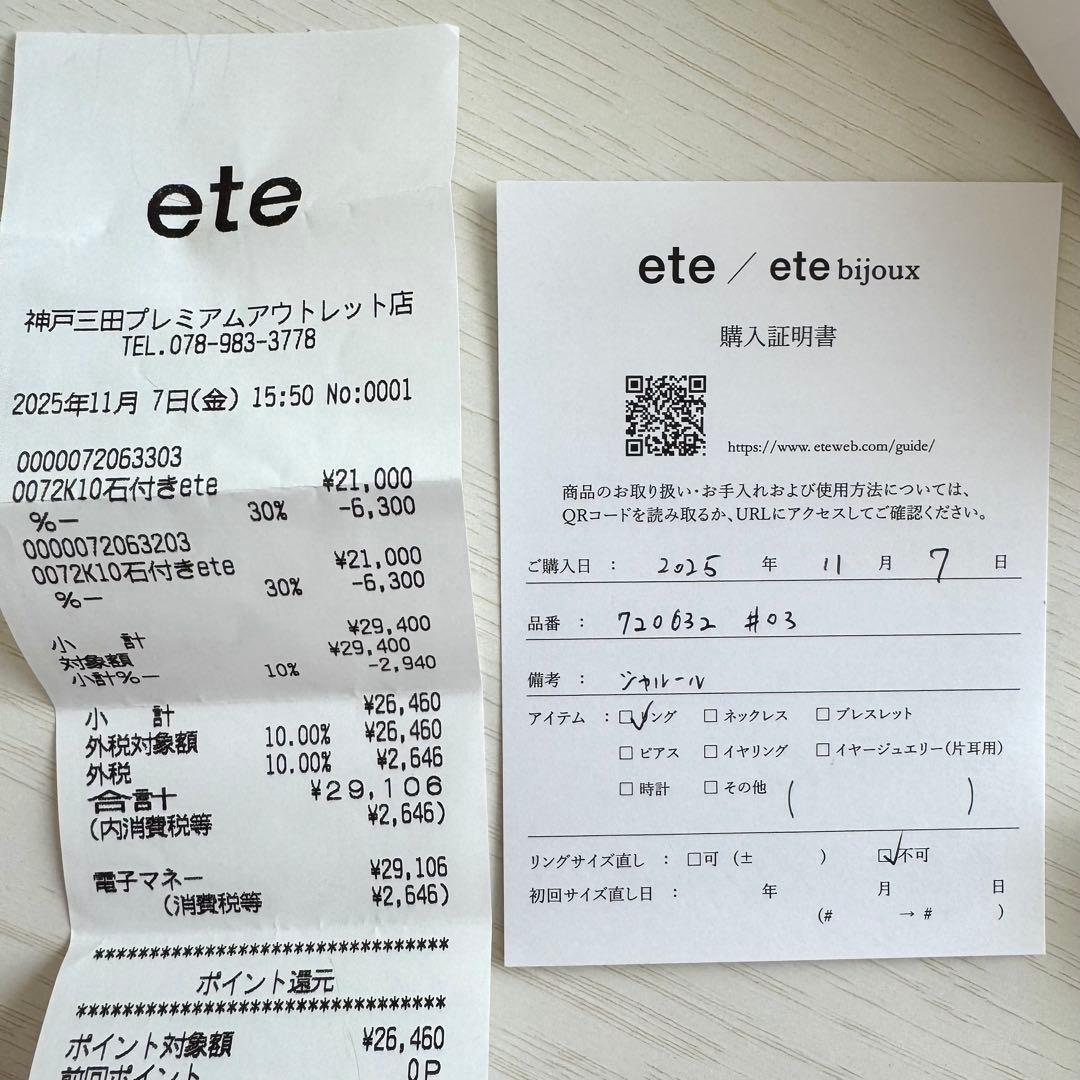 ete
神戸三田プレミアムアウトレット店
TEL.078-983-3778
2025年11月 7日(金) 15:50 No:0001
0000072063303
0072K10石付きete ¥21,000
%ー 30% -6,300
0000072063203
0072K10石付きete ¥21,000
%ー 30% -6,300
小 計 ¥29,400
対象額 ¥29,400
小計%ー 10% -2,940
小 計 ¥26,460
外税対象額 10.00% ¥26,460
外税 10.00% ¥2,646
合計 ¥29,106
(内消費税等 ¥2,646)
電子マネー ¥29,106
(消費税等 ¥2,646)
********************************
ポイント還元
********************************
ポイント対象額 ¥26,460
前回ポイント 0P
ete / ete bijoux
購入証明書
https://www.eteweb.com/guide/
商品のお取り扱い・お手入れおよび使用方法については、
QRコードを読み取るか、URLにアクセスしてご確認ください。
ご購入日 : 2025 年 11 月 7 日
品番 : 720632 #03
備考 : シャルール
アイテム : ☑リング □ネックレス □ブレスレット
□ピアス □イヤリング □イヤージュエリー(片耳用)
□時計 □その他 ( )
リングサイズ直し : □可 (± ) ☑不可
初回サイズ直し日 : 年 月 日
(# → # )